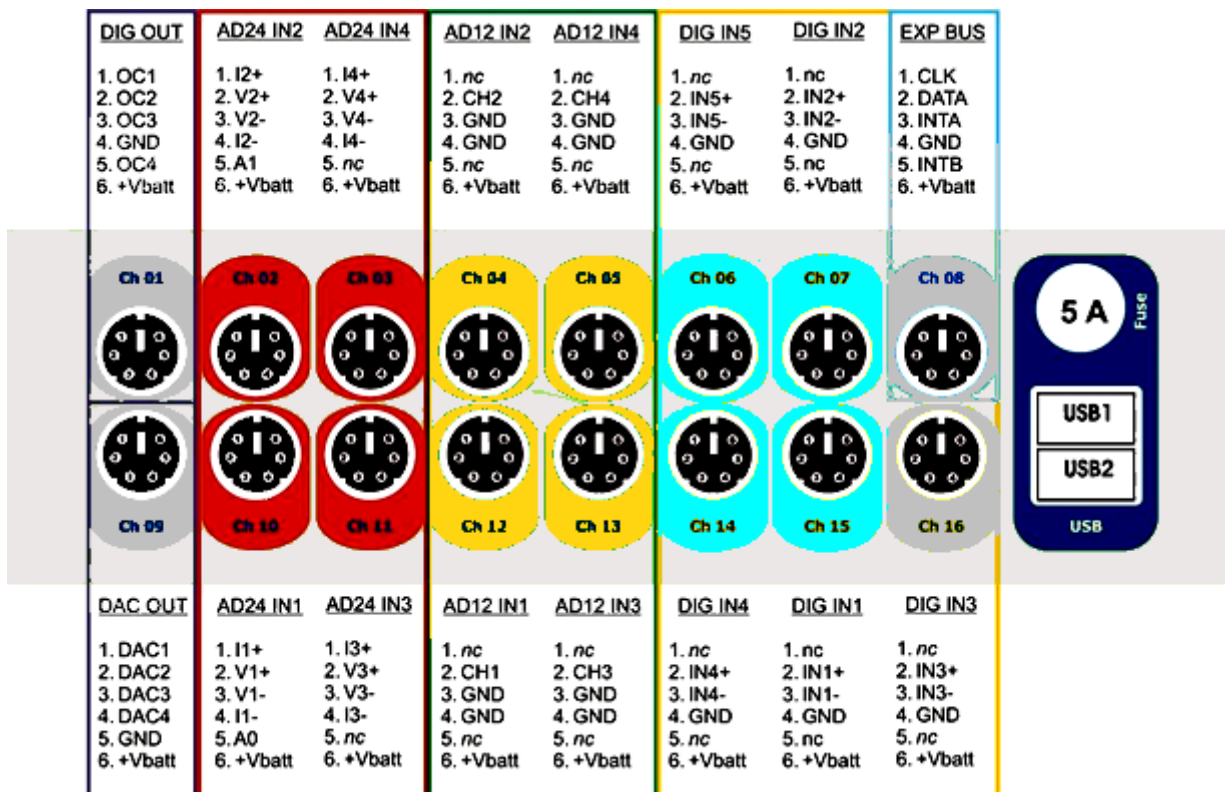 DIG OUT
1. OC1
2. OC2
3. OC3
4. GND
5. OC4
6. +Vbatt
AD24 IN2
1. I2+
2. V2+
3. V2-
4. I2-
5. A1
6. +Vbatt
AD24 IN4
1. I4+
2. V4+
3. V4-
4. I4-
5. nc
6. +Vbatt
AD12 IN2
1. nc
2. CH2
3. GND
4. GND
5. nc
6. +Vbatt
AD12 IN4
1. nc
2. CH4
3. GND
4. GND
5. nc
6. +Vbatt
DIG IN5
1. nc
2. IN5+
3. IN5-
4. GND
5. nc
6. +Vbatt
DIG IN2
1. nc
2. IN2+
3. IN2-
4. GND
5. nc
6. +Vbatt
EXP BUS
1. CLK
2. DATA
3. INTA
4. GND
5. INTB
6. +Vbatt
Ch 01
Ch 02
Ch 03
Ch 04
Ch 05
Ch 06
Ch 07
Ch 08
5 A
Fuse
USB1
USB2
USB
Ch 09
Ch 10
Ch 11
Ch 12
Ch 13
Ch 14
Ch 15
Ch 16
DAC OUT
1. DAC1
2. DAC2
3. DAC3
4. DAC4
5. GND
6. +Vbatt
AD24 IN1
1. I1+
2. V1+
3. V1-
4. I1-
5. A0
6. +Vbatt
AD24 IN3
1. I3+
2. V3+
3. V3-
4. I3-
5. nc
6. +Vbatt
AD12 IN1
1. nc
2. CH1
3. GND
4. GND
5. nc
6. +Vbatt
AD12 IN3
1. nc
2. CH3
3. GND
4. GND
5. nc
6. +Vbatt
DIG IN4
1. nc
2. IN4+
3. IN4-
4. GND
5. nc
6. +Vbatt
DIG IN1
1. nc
2. IN1+
3. IN1-
4. GND
5. nc
6. +Vbatt
DIG IN3
1. nc
2. IN3+
3. IN3-
4. GND
5. nc
6. +Vbatt